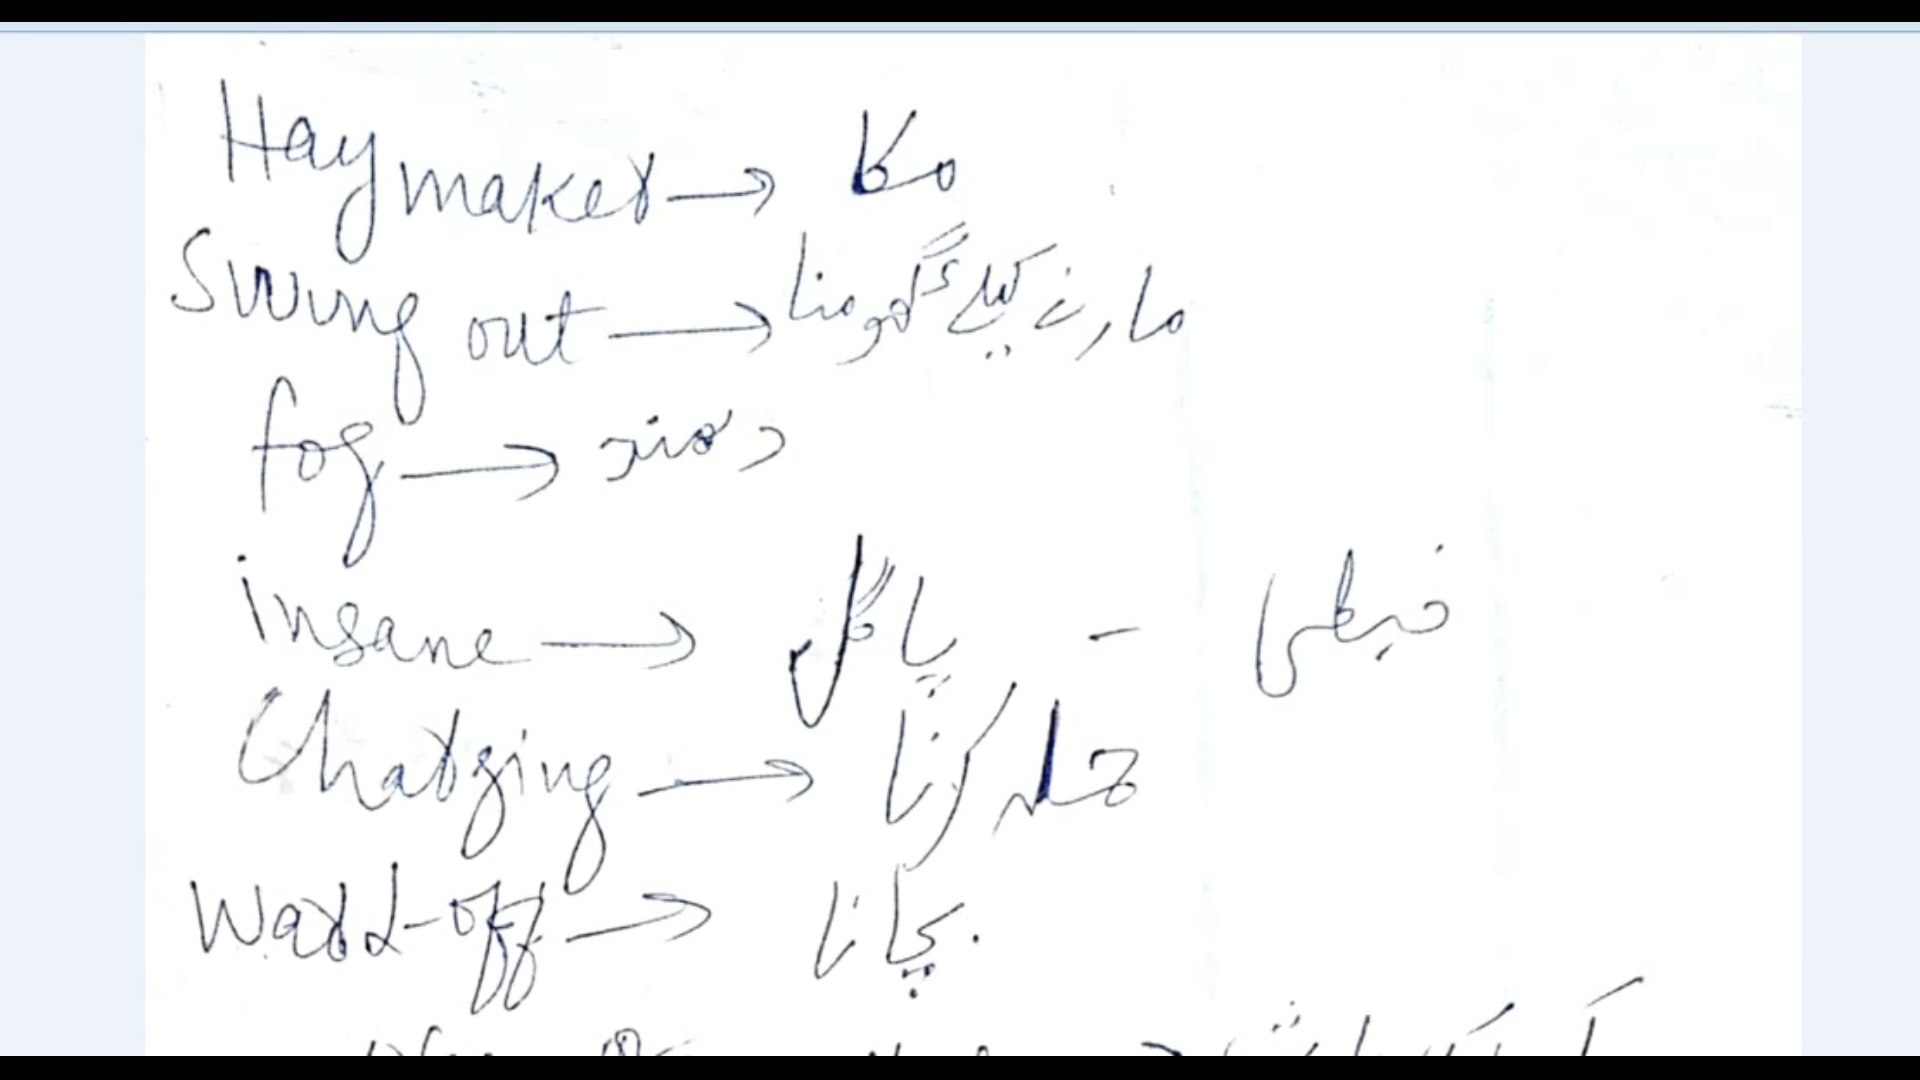 Haymaker → مکا
Swing out → مارنے کیلئے گھومنا
fog → دھند
insane → پاگل - خبطی
Charging → حملہ کرنا
Ward-off → بچانا